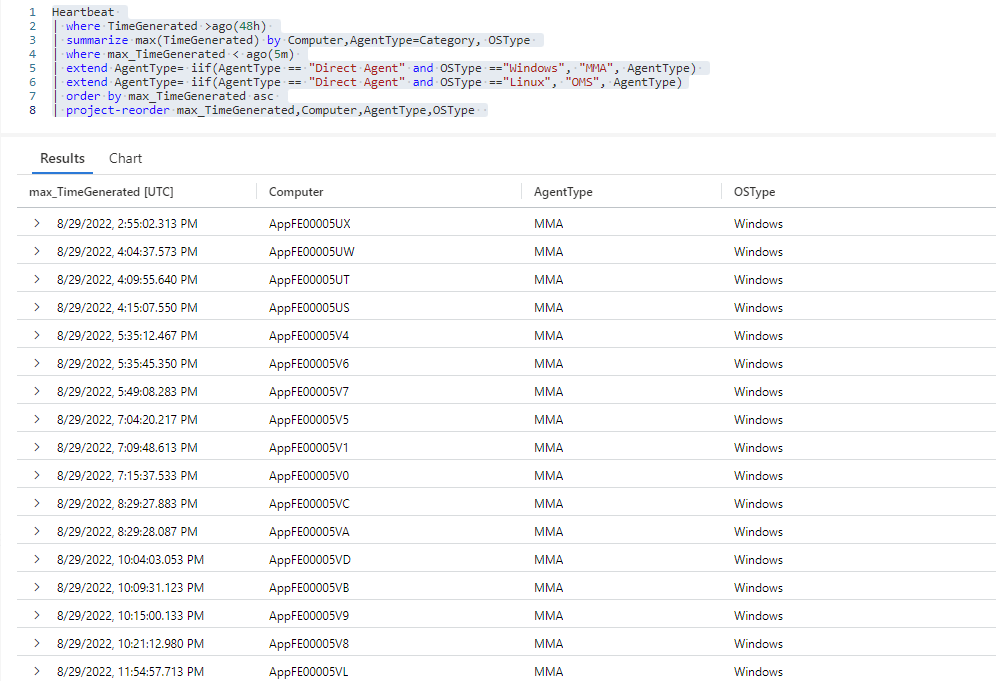 1 Heartbeat
2 | where TimeGenerated >ago(48h)
3 | summarize max(TimeGenerated) by Computer,AgentType=Category, OSType
4 | where max_TimeGenerated < ago(5m)
5 | extend AgentType= iif(AgentType == "Direct Agent" and OSType =="Windows", "MMA", AgentType)
6 | extend AgentType= iif(AgentType == "Direct Agent" and OSType =="Linux", "OMS", AgentType)
7 | order by max_TimeGenerated asc
8 | project-reorder max_TimeGenerated,Computer,AgentType,OSType
Results Chart
max_TimeGenerated [UTC] Computer AgentType OSType
8/29/2022, 2:55:02.313 PM AppFE00005UX MMA Windows
8/29/2022, 4:04:37.573 PM AppFE00005UW MMA Windows
8/29/2022, 4:09:55.640 PM AppFE00005UT MMA Windows
8/29/2022, 4:15:07.550 PM AppFE00005US MMA Windows
8/29/2022, 5:35:12.467 PM AppFE00005V4 MMA Windows
8/29/2022, 5:35:45.350 PM AppFE00005V6 MMA Windows
8/29/2022, 5:49:08.283 PM AppFE00005V7 MMA Windows
8/29/2022, 7:04:20.217 PM AppFE00005V5 MMA Windows
8/29/2022, 7:09:48.613 PM AppFE00005V1 MMA Windows
8/29/2022, 7:15:37.533 PM AppFE00005V0 MMA Windows
8/29/2022, 8:29:27.883 PM AppFE00005VC MMA Windows
8/29/2022, 8:29:28.087 PM AppFE00005VA MMA Windows
8/29/2022, 10:04:03.053 PM AppFE00005VD MMA Windows
8/29/2022, 10:09:31.123 PM AppFE00005VB MMA Windows
8/29/2022, 10:15:00.133 PM AppFE00005V9 MMA Windows
8/29/2022, 10:21:12.980 PM AppFE00005V8 MMA Windows
8/29/2022, 11:54:57.713 PM AppFE00005VL MMA Windows